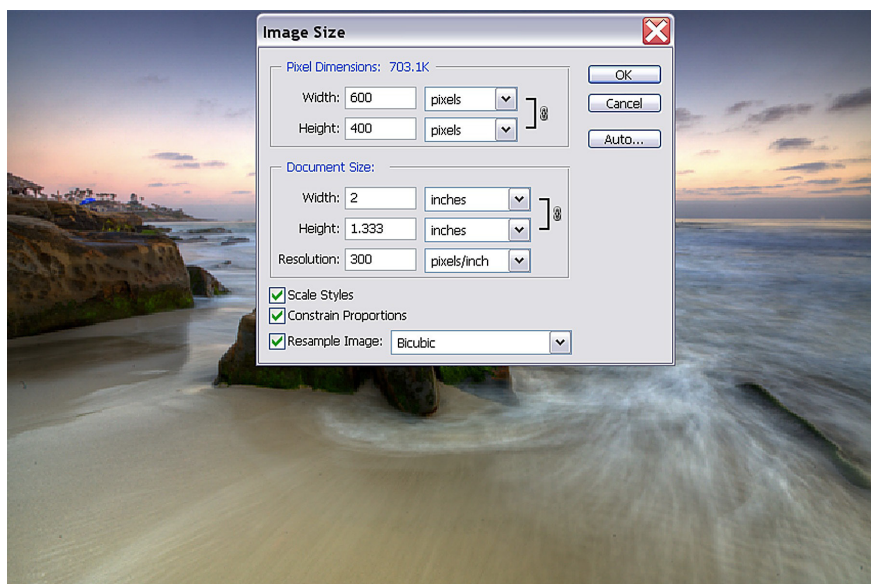 Image Size
Pixel Dimensions: 703.1K
Width: 600 pixels
Height: 400 pixels
OK
Cancel
Auto...
Document Size:
Width: 2 inches
Height: 1.333 inches
Resolution: 300 pixels/inch
Scale Styles
Constrain Proportions
Resample Image: Bicubic